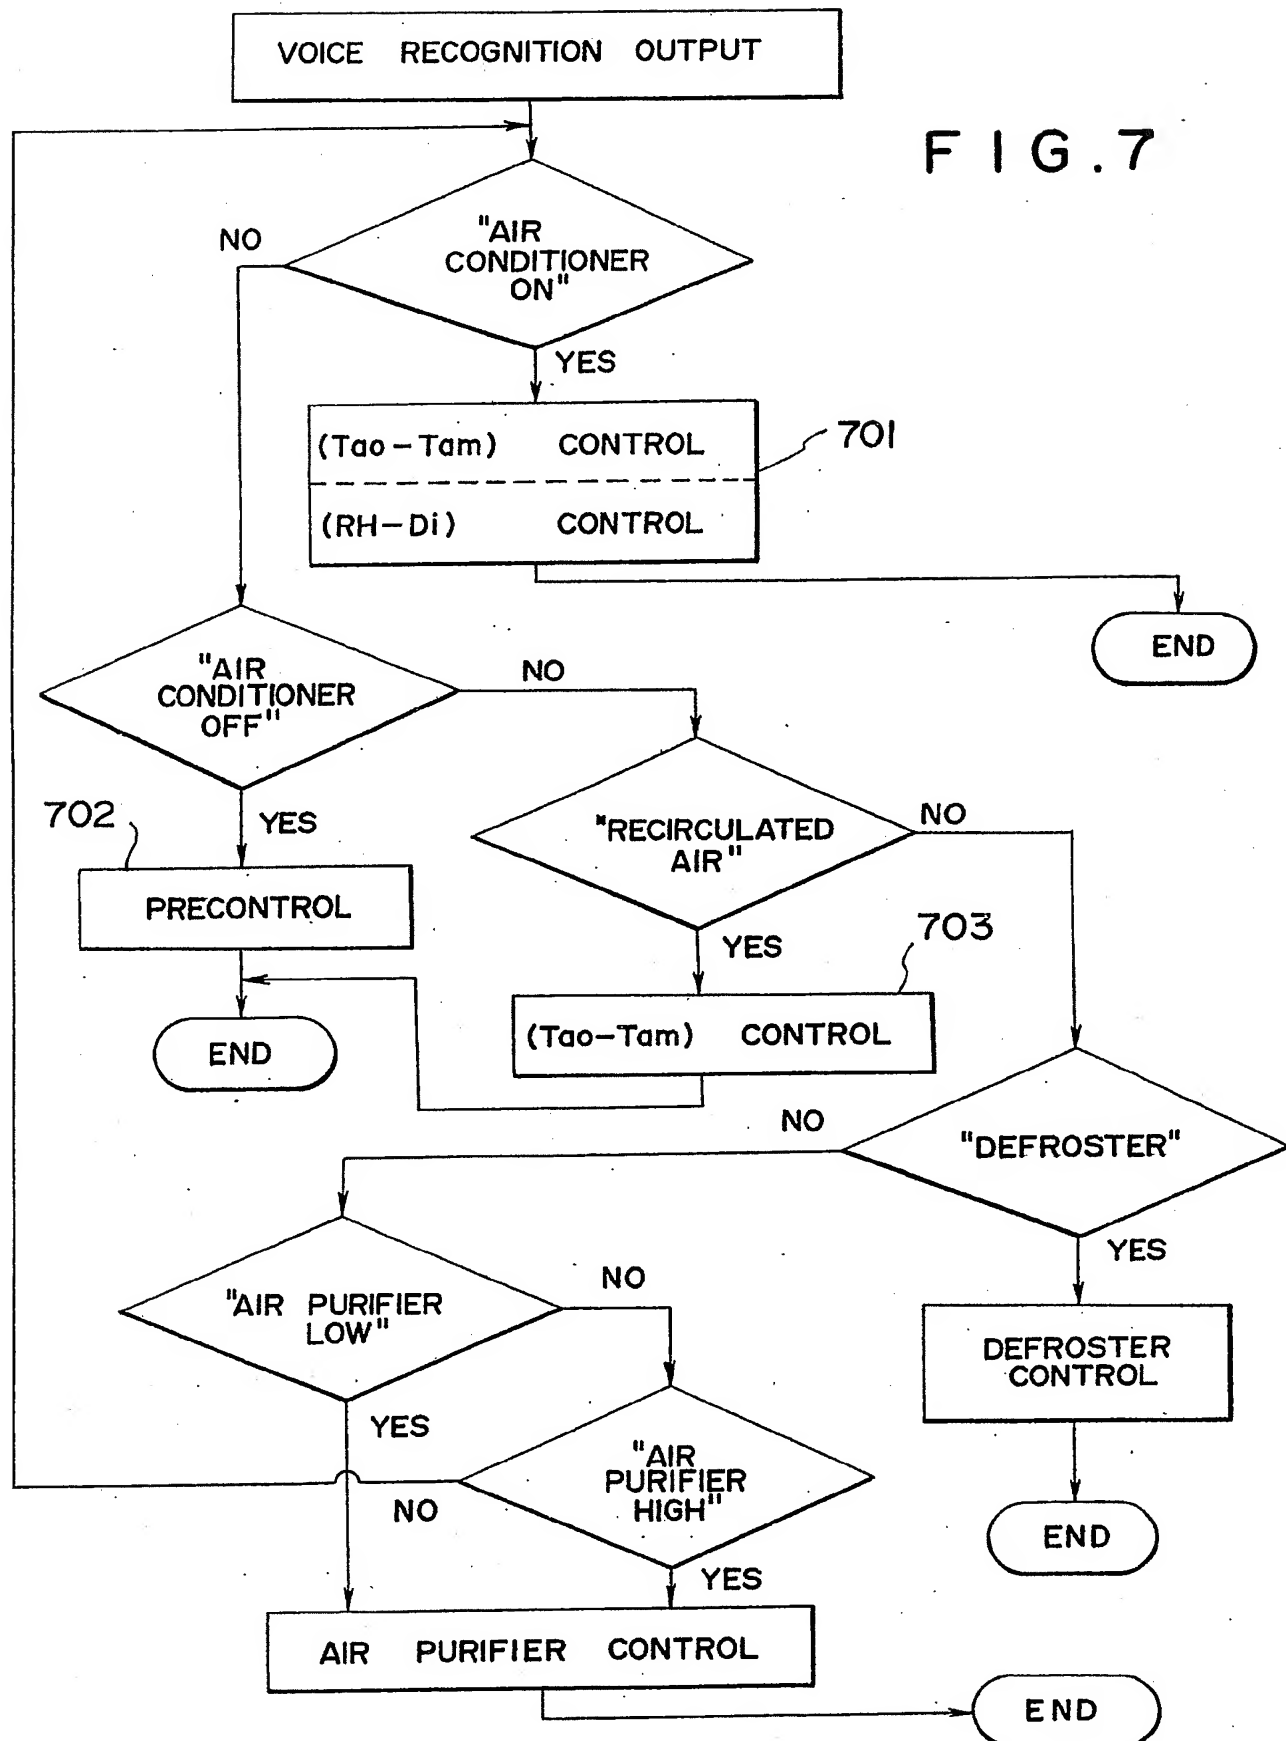 VOICE RECOGNITION OUTPUT
FIG.7
"AIR
CONDITIONER
ON"
NO
YES
(Tao-Tam) CONTROL
(RH-Di) CONTROL
701
END
"AIR
CONDITIONER
OFF"
NO
YES
702
PRECONTROL
END
"RECIRCULATED
AIR"
NO
YES
703
(Tao-Tam) CONTROL
"DEFROSTER"
NO
YES
DEFROSTER
CONTROL
END
"AIR PURIFIER
LOW"
NO
YES
"AIR
PURIFIER
HIGH"
NO
YES
AIR PURIFIER CONTROL
END